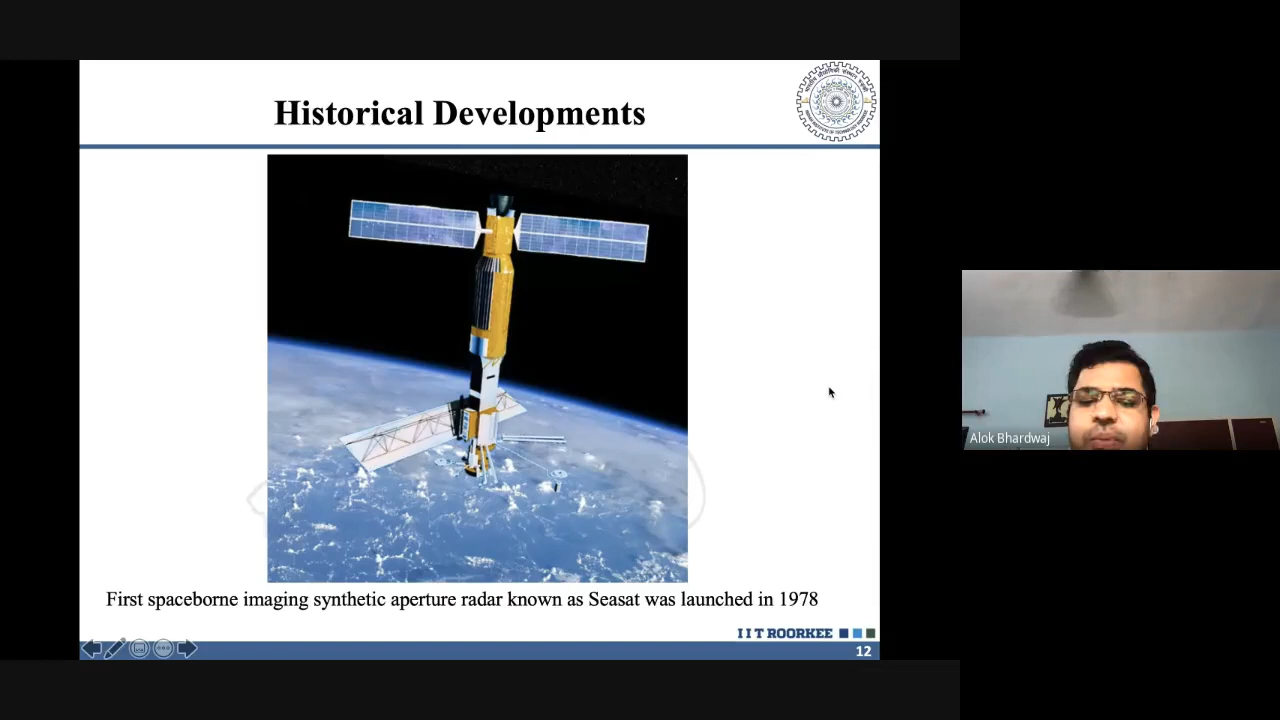 Historical Developments
First spaceborne imaging synthetic aperture radar known as Seasat was launched in 1978
I I T ROORKEE
12
Alok Bhardwaj